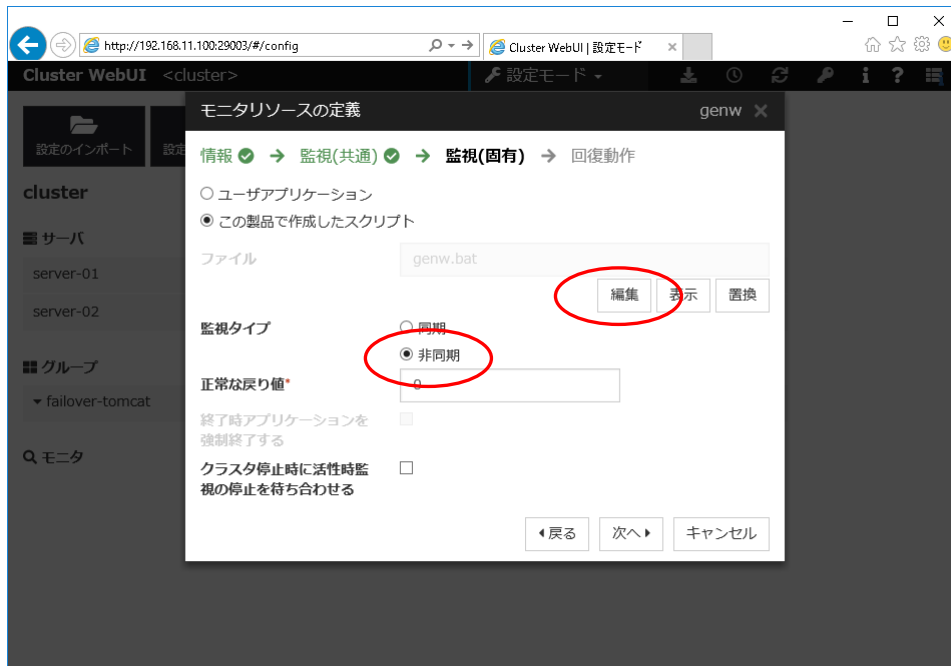 http://192.168.11.100:29003/#/config
Cluster WebUI | 設定モード
Cluster WebUI <cluster>
設定モード
モニタリソースの定義 genw
設定のインポート
設定
cluster
サーバ
server-01
server-02
グループ
failover-tomcat
モニタ
情報 → 監視(共通) → 監視(固有) → 回復動作
ユーザアプリケーション
この製品で作成したスクリプト
ファイル genw.bat
編集 表示 置換
監視タイプ 同期
非同期
正常な戻り値* 0
終了時アプリケーションを
強制終了する
クラスタ停止時に活性時監
視の停止を待ち合わせる
戻る 次へ キャンセル